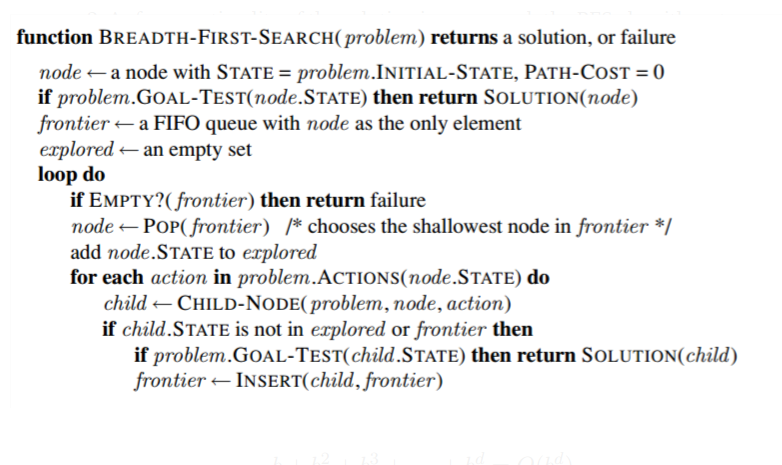 function BREADTH-FIRST-SEARCH(problem) returns a solution, or failure
node ← a node with STATE = problem.INITIAL-STATE, PATH-COST = 0
if problem.GOAL-TEST(node.STATE) then return SOLUTION(node)
frontier ← a FIFO queue with node as the only element
explored ← an empty set
loop do
if EMPTY?(frontier) then return failure
node ← POP(frontier) /* chooses the shallowest node in frontier */
add node.STATE to explored
for each action in problem.ACTIONS(node.STATE) do
child ← CHILD-NODE(problem, node, action)
if child.STATE is not in explored or frontier then
if problem.GOAL-TEST(child.STATE) then return SOLUTION(child)
frontier ← INSERT(child, frontier)